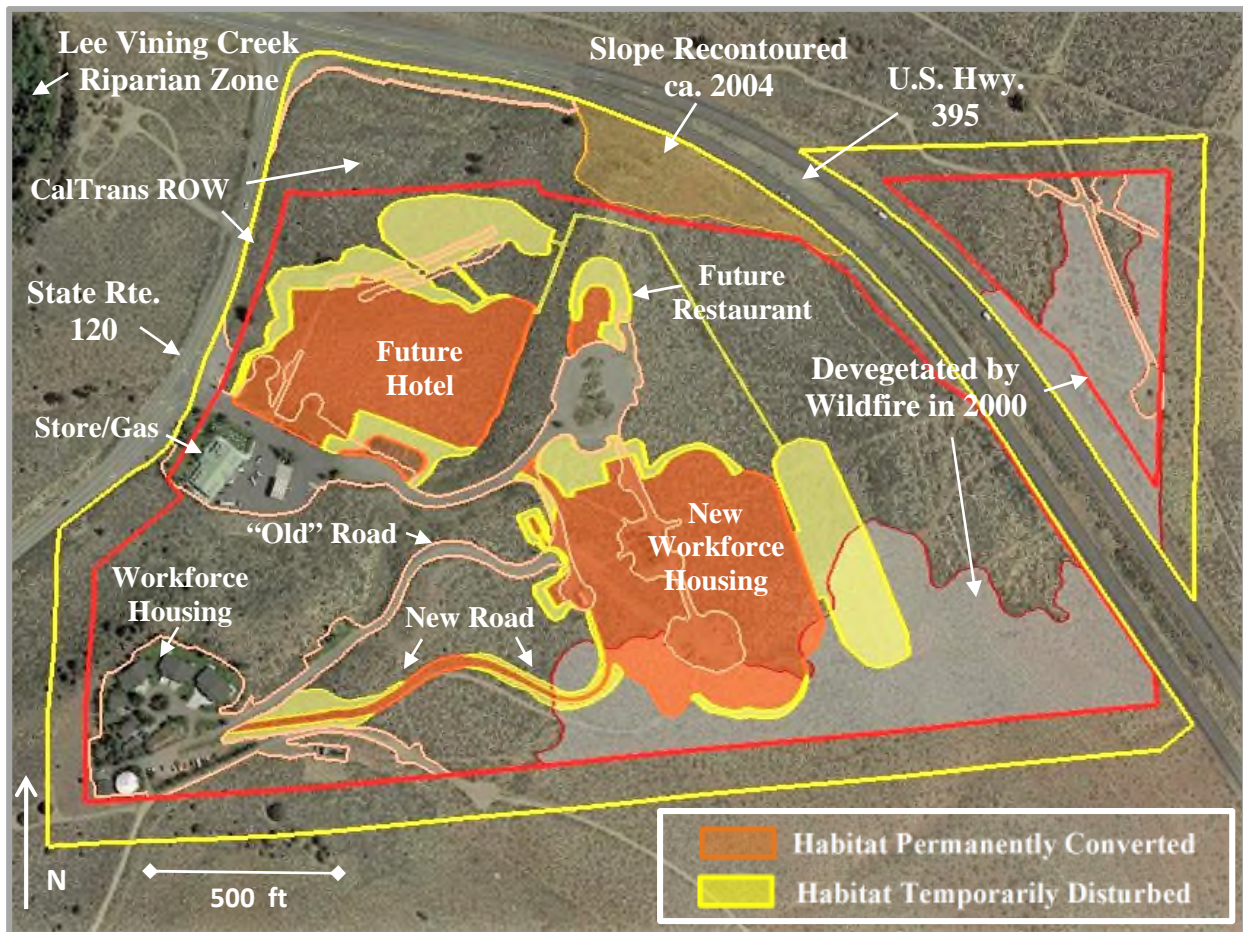 Lee Vining Creek
Riparian Zone
Slope Recontoured
ca. 2004
U.S. Hwy.
395
CalTrans ROW
State Rte.
120
Future
Restaurant
Future
Hotel
Devegetated by
Wildfire in 2000
Store/Gas
“Old” Road
New
Workforce
Housing
Workforce
Housing
New Road
N
500 ft
Habitat Permanently Converted
Habitat Temporarily Disturbed